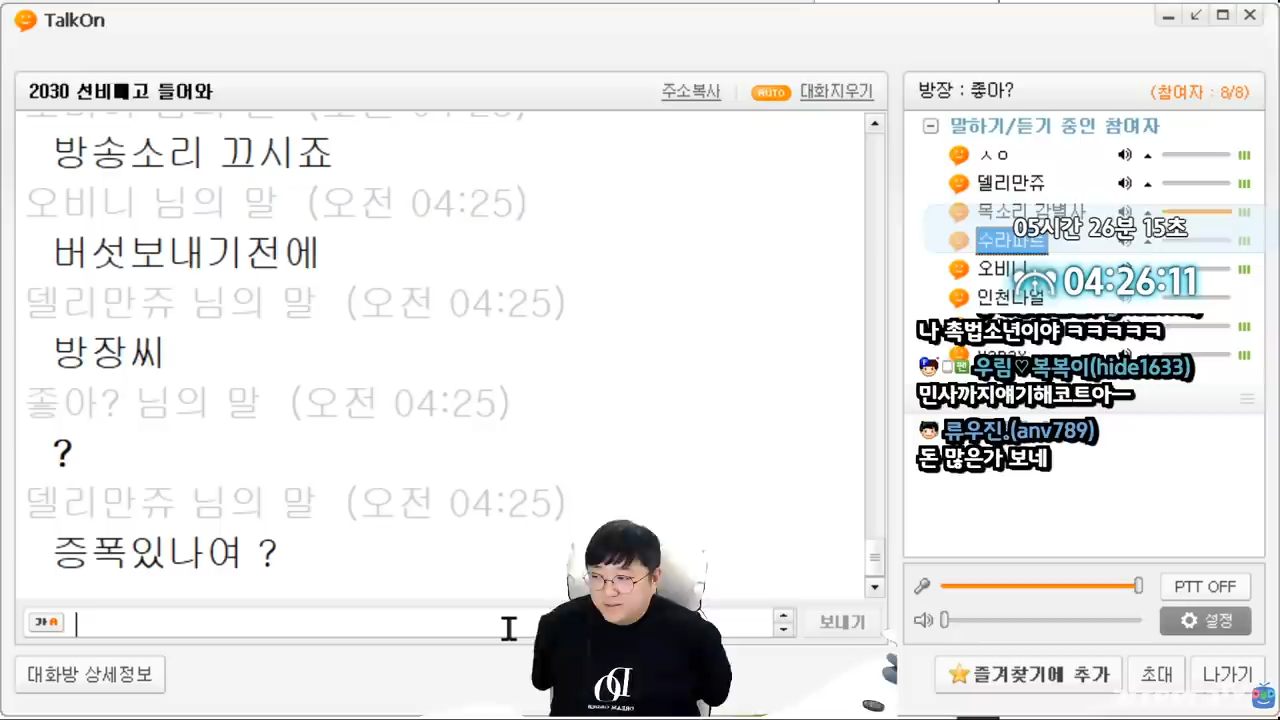 TalkOn
2030 선비■고 들어와
주소복사
AUTO
대화지우기
방송소리 끄시죠
오비니 님의 말 (오전 04:25)
버섯보내기전에
델리만쥬 님의 말 (오전 04:25)
방장씨
좋아? 님의 말 (오전 04:25)
?
델리만쥬 님의 말 (오전 04:25)
증폭있나여 ?
가A
보내기
대화방 상세정보
방장 : 좋아?
(참여자 : 8/8)
말하기/듣기 중인 참여자
ㅅㅇ
델리만쥬
목소리 감별사
05시간 26분 15초
오비니
04:26:11
나 촉법소년이야 ㅋㅋㅋㅋㅋ
우림♡복복이(hide1633)
민사까지얘기해코트아ㅡ
류우진。(anv789)
돈 많은가 보네
PTT OFF
설정
즐겨찾기에 추가
초대
나가기